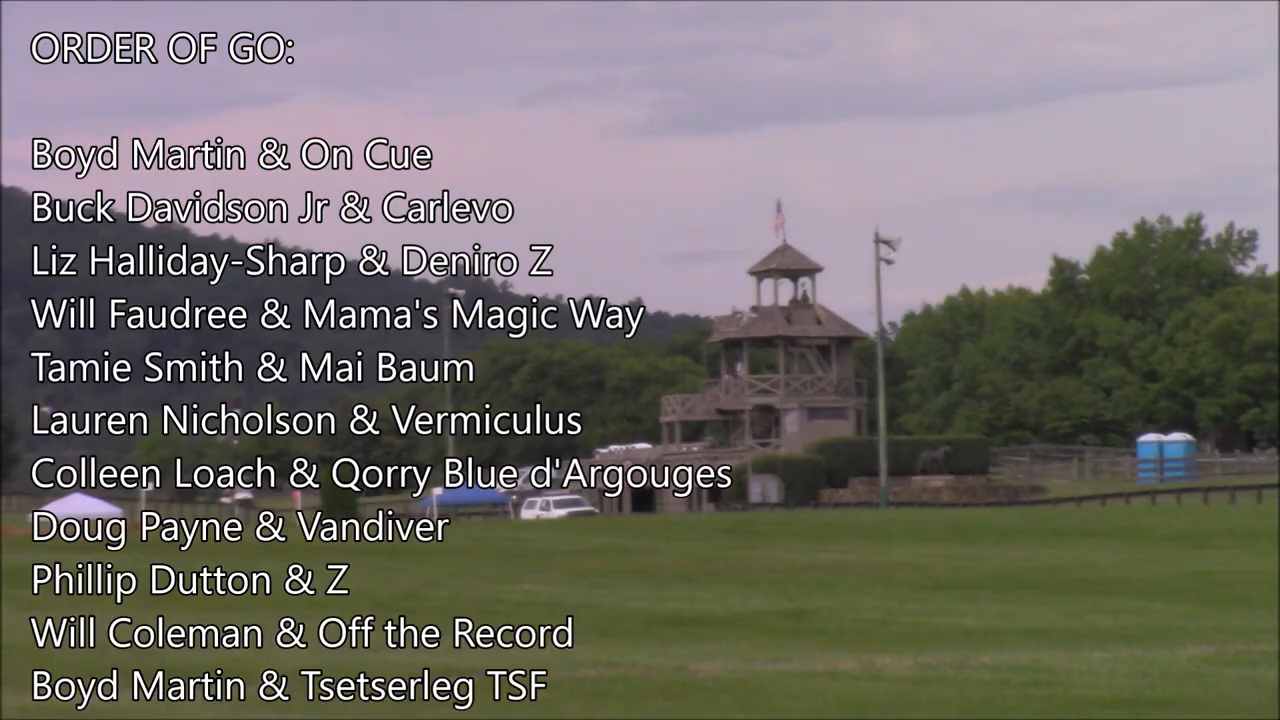 ORDER OF GO:
Boyd Martin & On Cue
Buck Davidson Jr & Carlevo
Liz Halliday-Sharp & Deniro Z
Will Faudree & Mama's Magic Way
Tamie Smith & Mai Baum
Lauren Nicholson & Vermiculus
Colleen Loach & Qorry Blue d'Argouges
Doug Payne & Vandiver
Phillip Dutton & Z
Will Coleman & Off the Record
Boyd Martin & Tsetserleg TSF